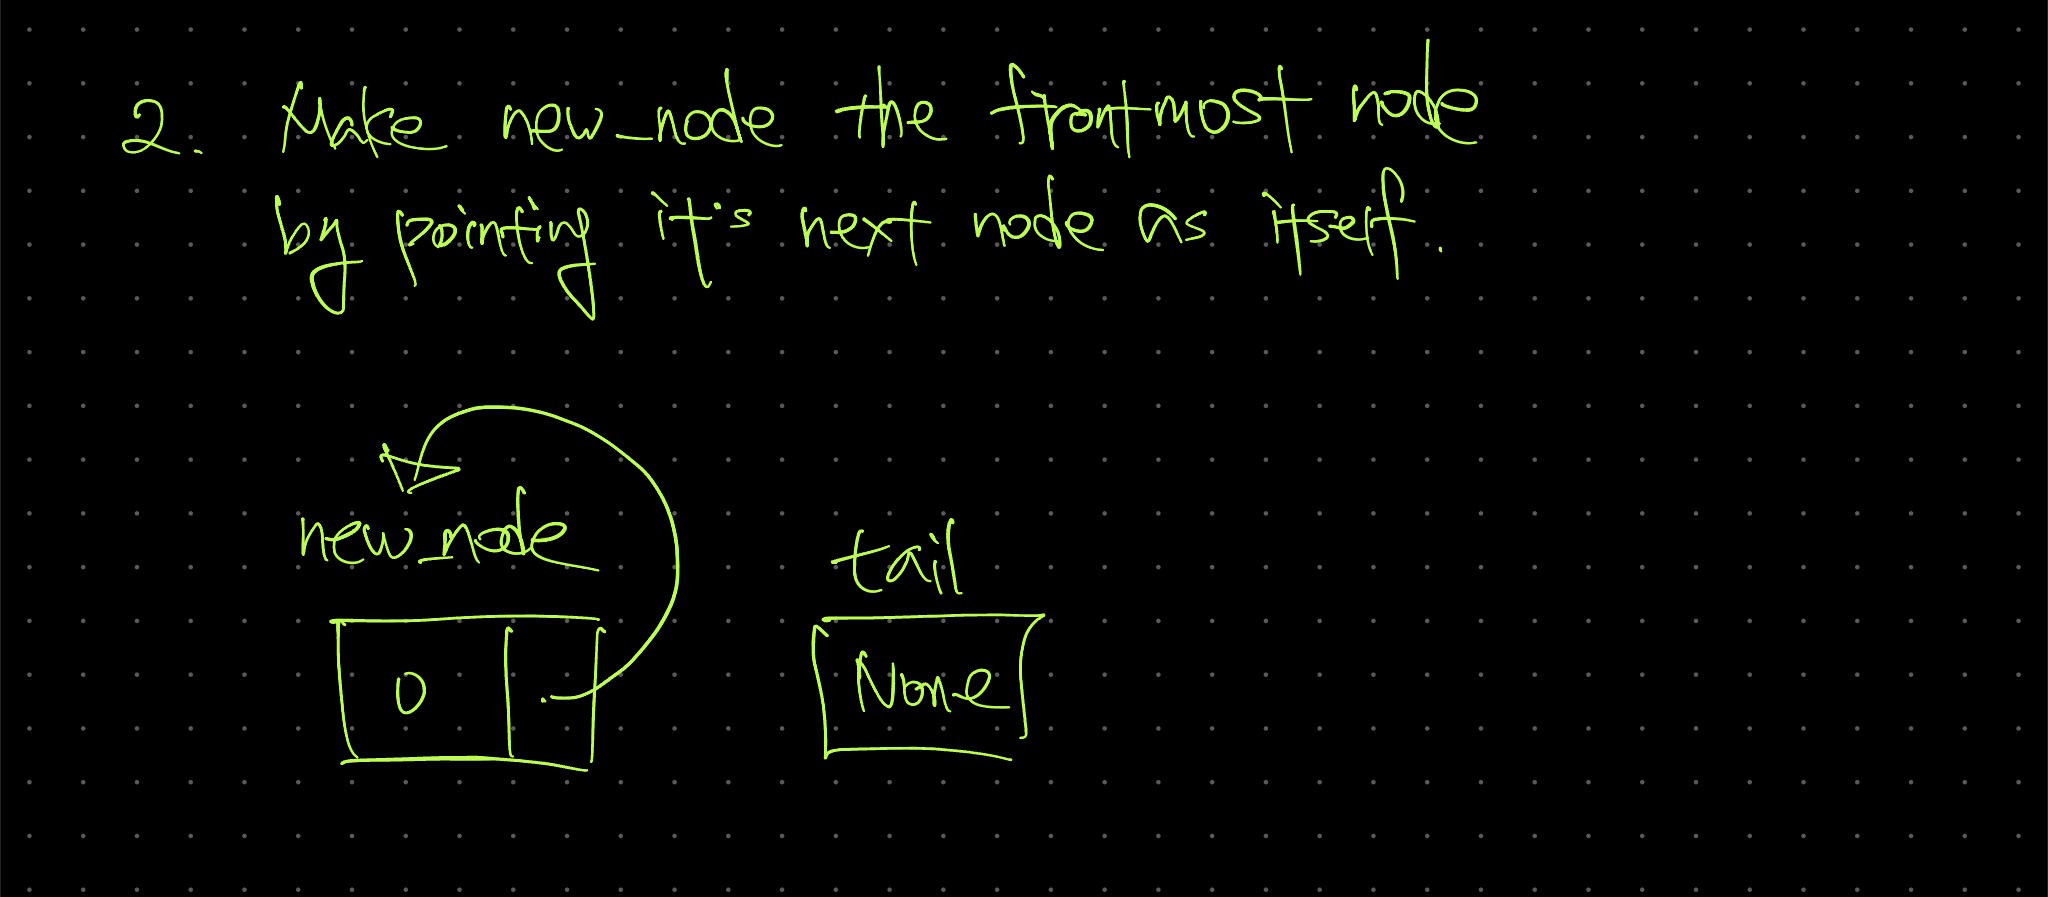 2. Make new_node the frontmost node
by pointing it's next node as itself.
new_node
tail
0
None